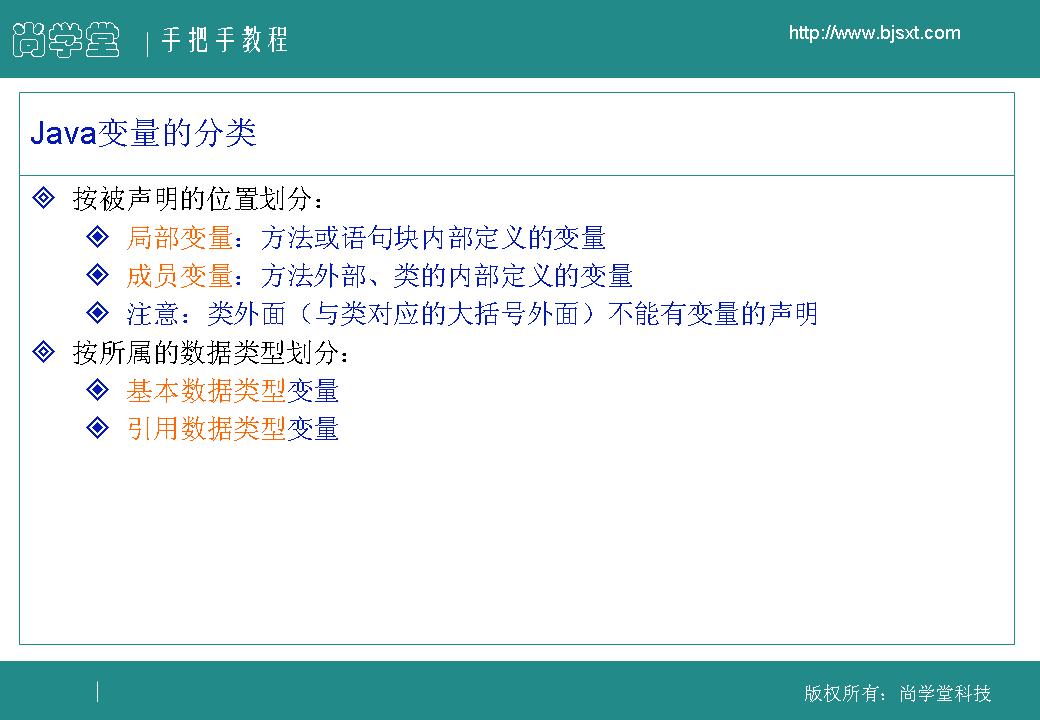 尚学堂 | 手把手教程
http://www.bjsxt.com
Java变量的分类
按被声明的位置划分：
局部变量：方法或语句块内部定义的变量
成员变量：方法外部、类的内部定义的变量
注意：类外面（与类对应的大括号外面）不能有变量的声明
按所属的数据类型划分：
基本数据类型变量
引用数据类型变量
版权所有：尚学堂科技